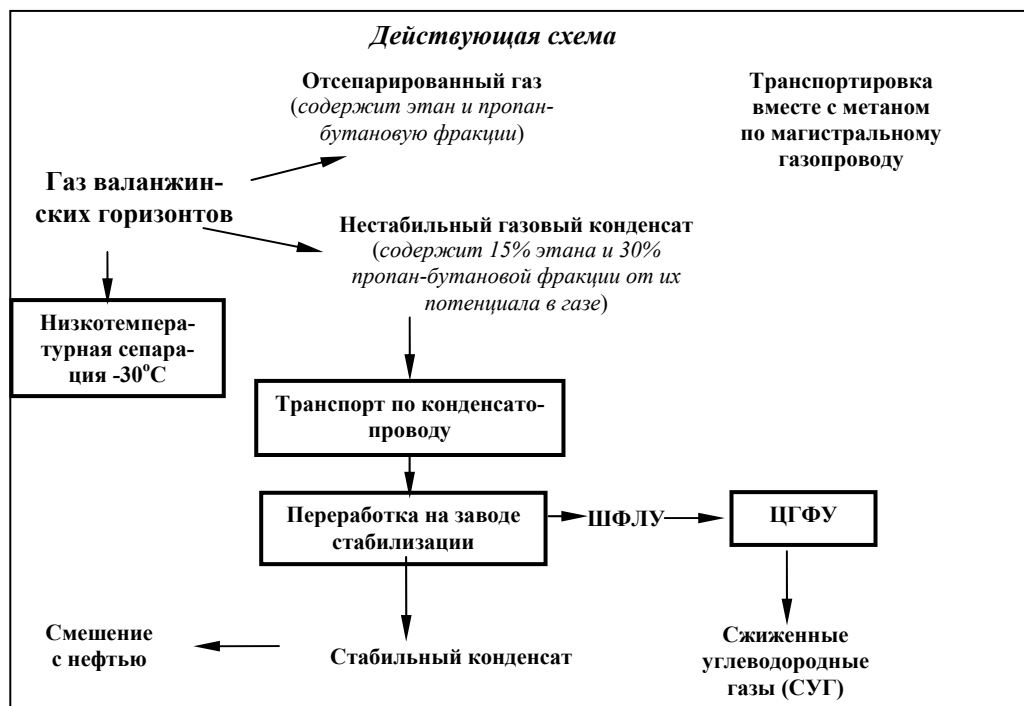 Действующая схема
Отсепарированный газ
(содержит этан и пропан-
бутановую фракции)
Транспортировка
вместе с метаном
по магистральному
газопроводу
Газ валанжин-
ских горизонтов
Нестабильный газовый конденсат
(содержит 15% этана и 30%
пропан-бутановой фракции от их
потенциала в газе)
Низкотемпера-
турная сепара-
ция -30°С
Транспорт по конденсато-
проводу
Переработка на заводе
стабилизации
ШФЛУ
ЦГФУ
Смешение
с нефтью
Стабильный конденсат
Сжиженные
углеводородные
газы (СУГ)